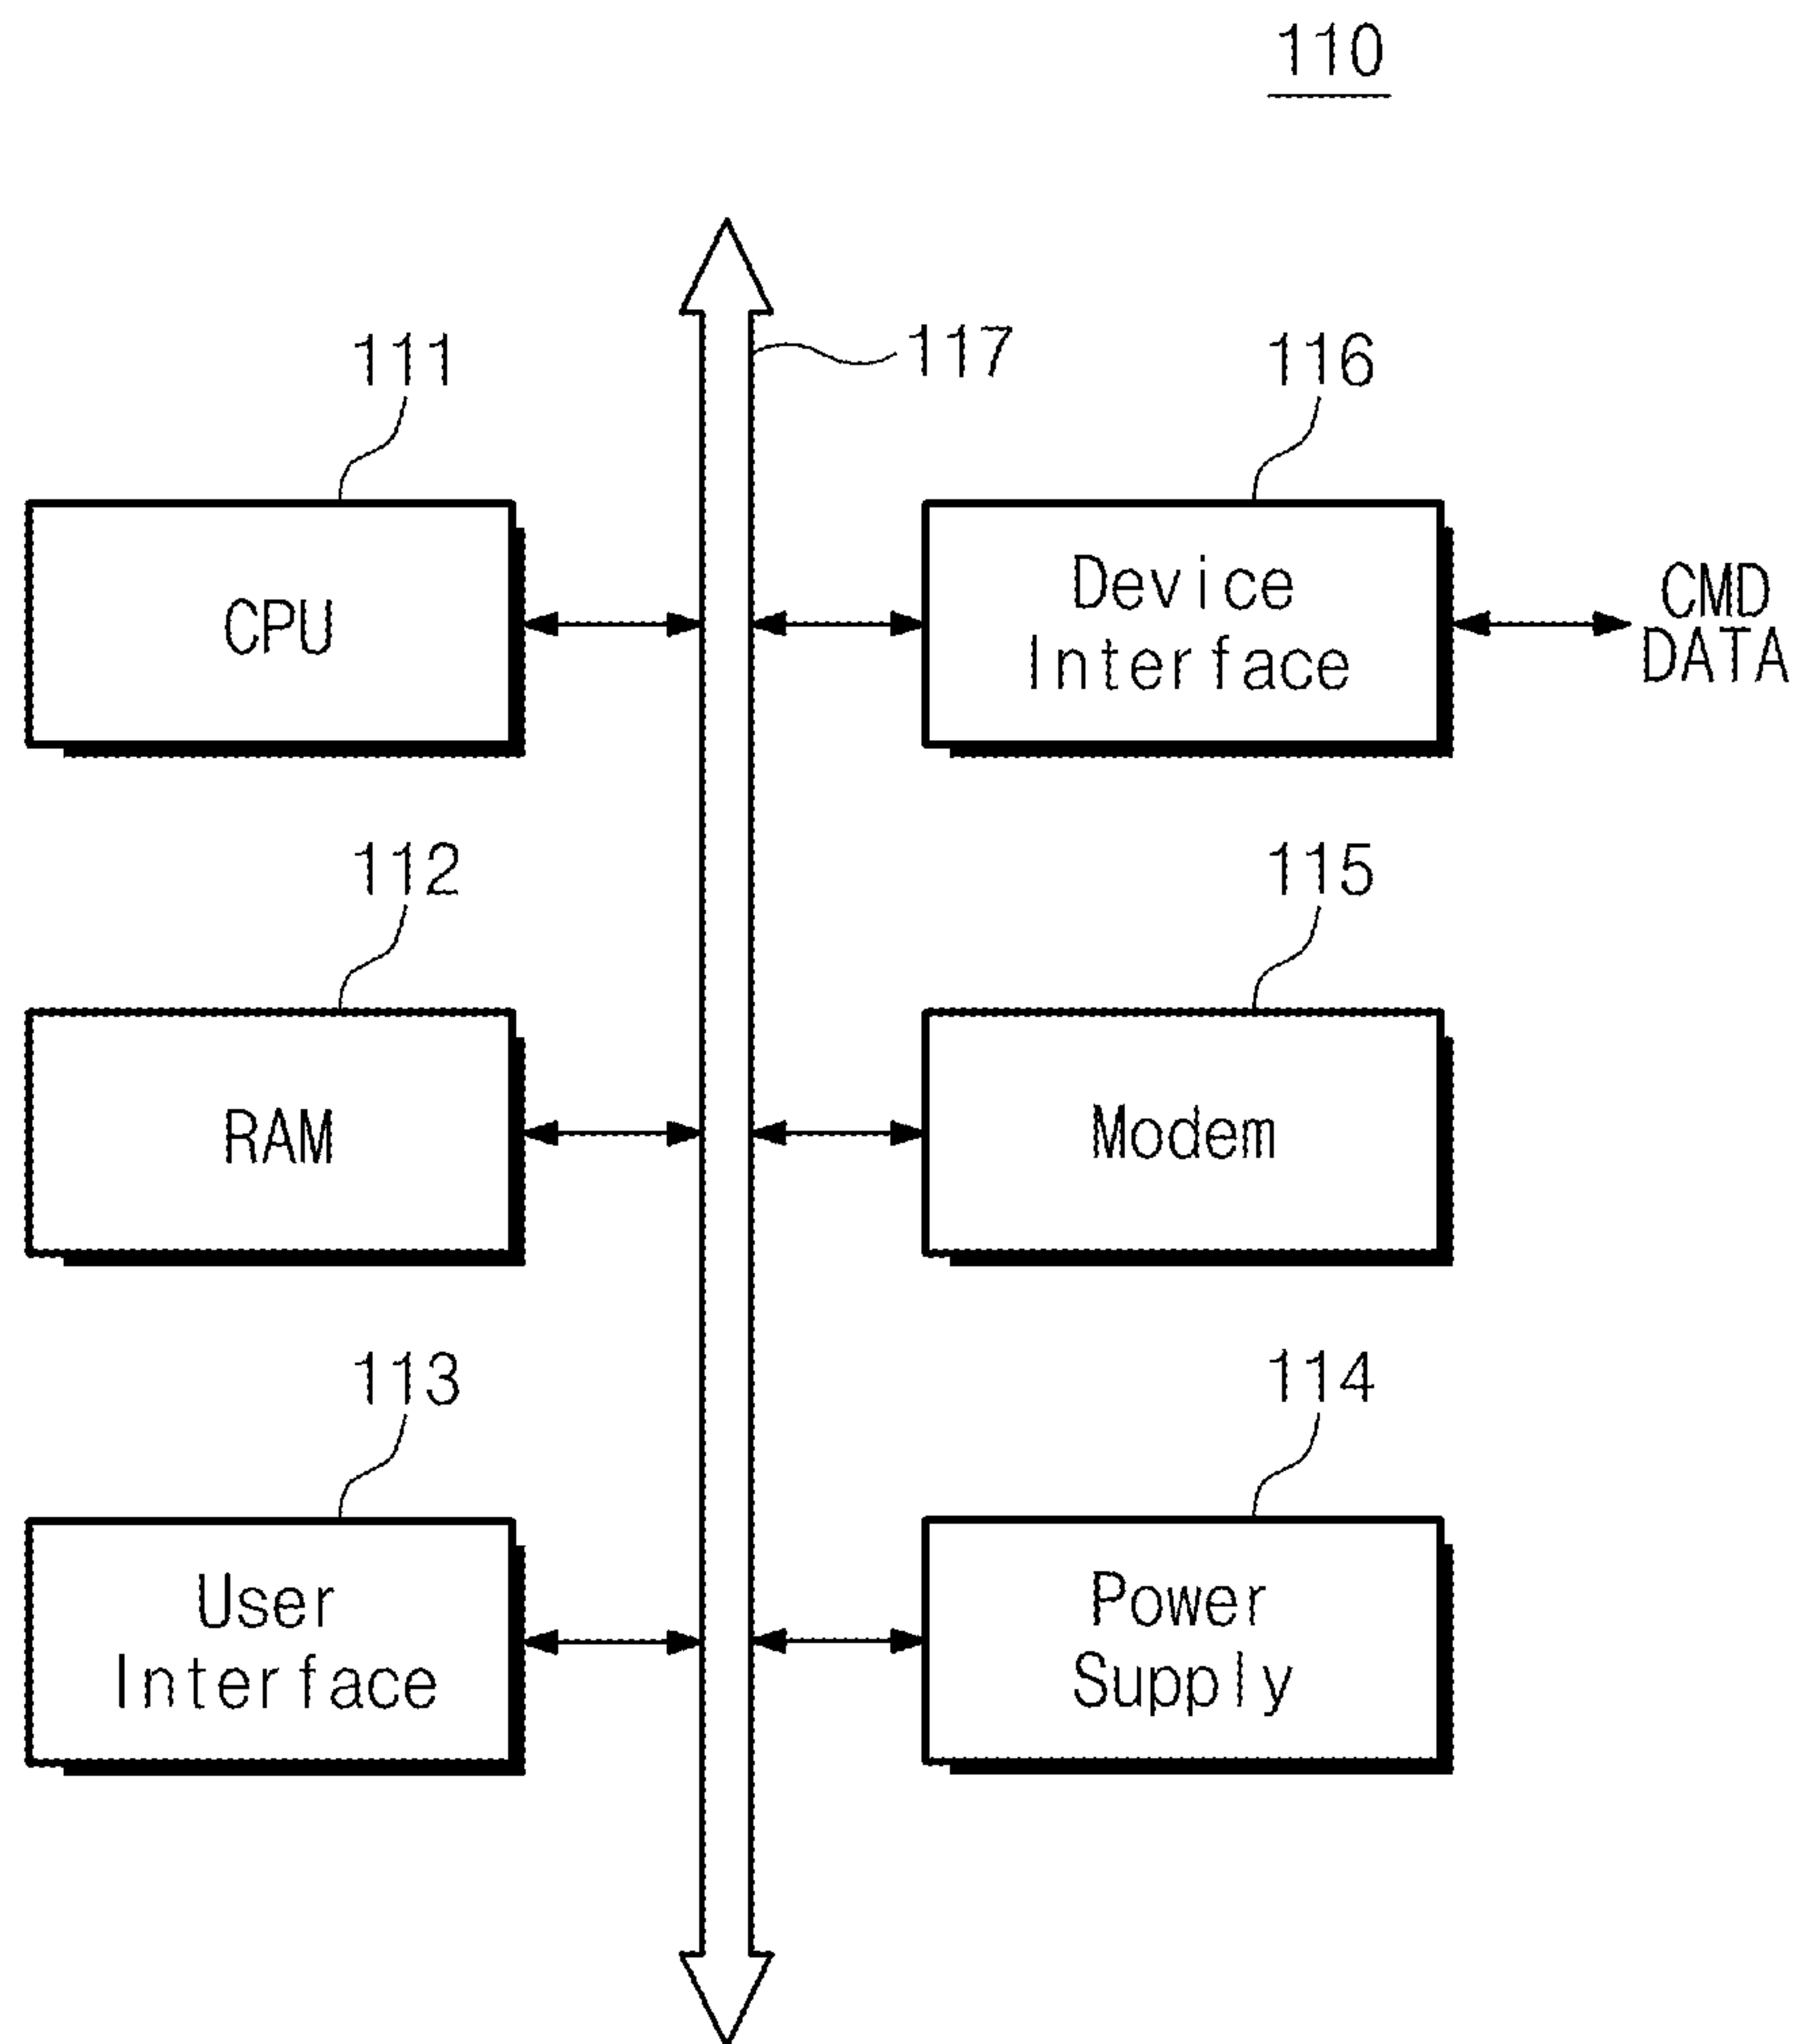 110
117
111
116
CPU
Device
Interface
CMD
DATA
112
115
RAM
Modem
113
114
User
Interface
Power
Supply